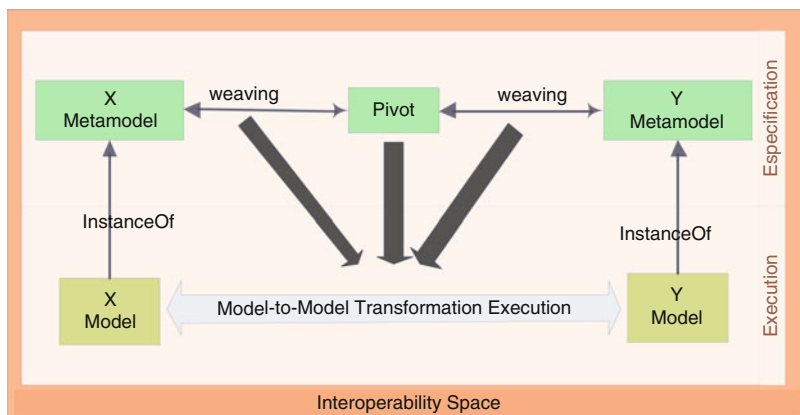 X
Metamodel
weaving
Pivot
weaving
Y
Metamodel
Especification
InstanceOf
InstanceOf
X
Model
Model-to-Model Transformation Execution
Y
Model
Execution
Interoperability Space